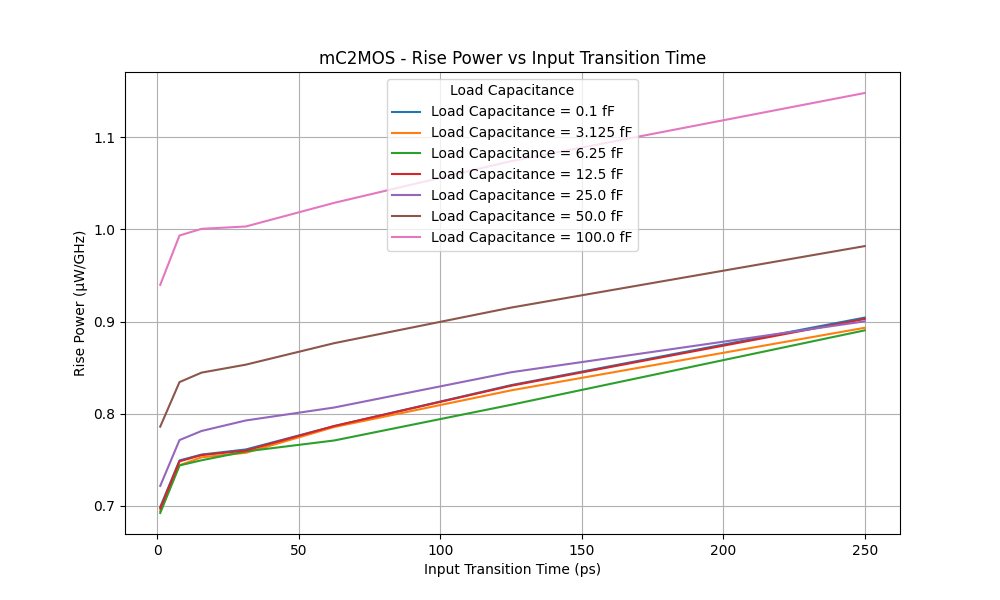 mC2MOS - Rise Power vs Input Transition Time
Load Capacitance
Load Capacitance = 0.1 fF
Load Capacitance = 3.125 fF
Load Capacitance = 6.25 fF
Load Capacitance = 12.5 fF
Load Capacitance = 25.0 fF
Load Capacitance = 50.0 fF
Load Capacitance = 100.0 fF
Rise Power (μW/GHz)
1.1
1.0
0.9
0.8
0.7
0 50 100 150 200 250
Input Transition Time (ps)